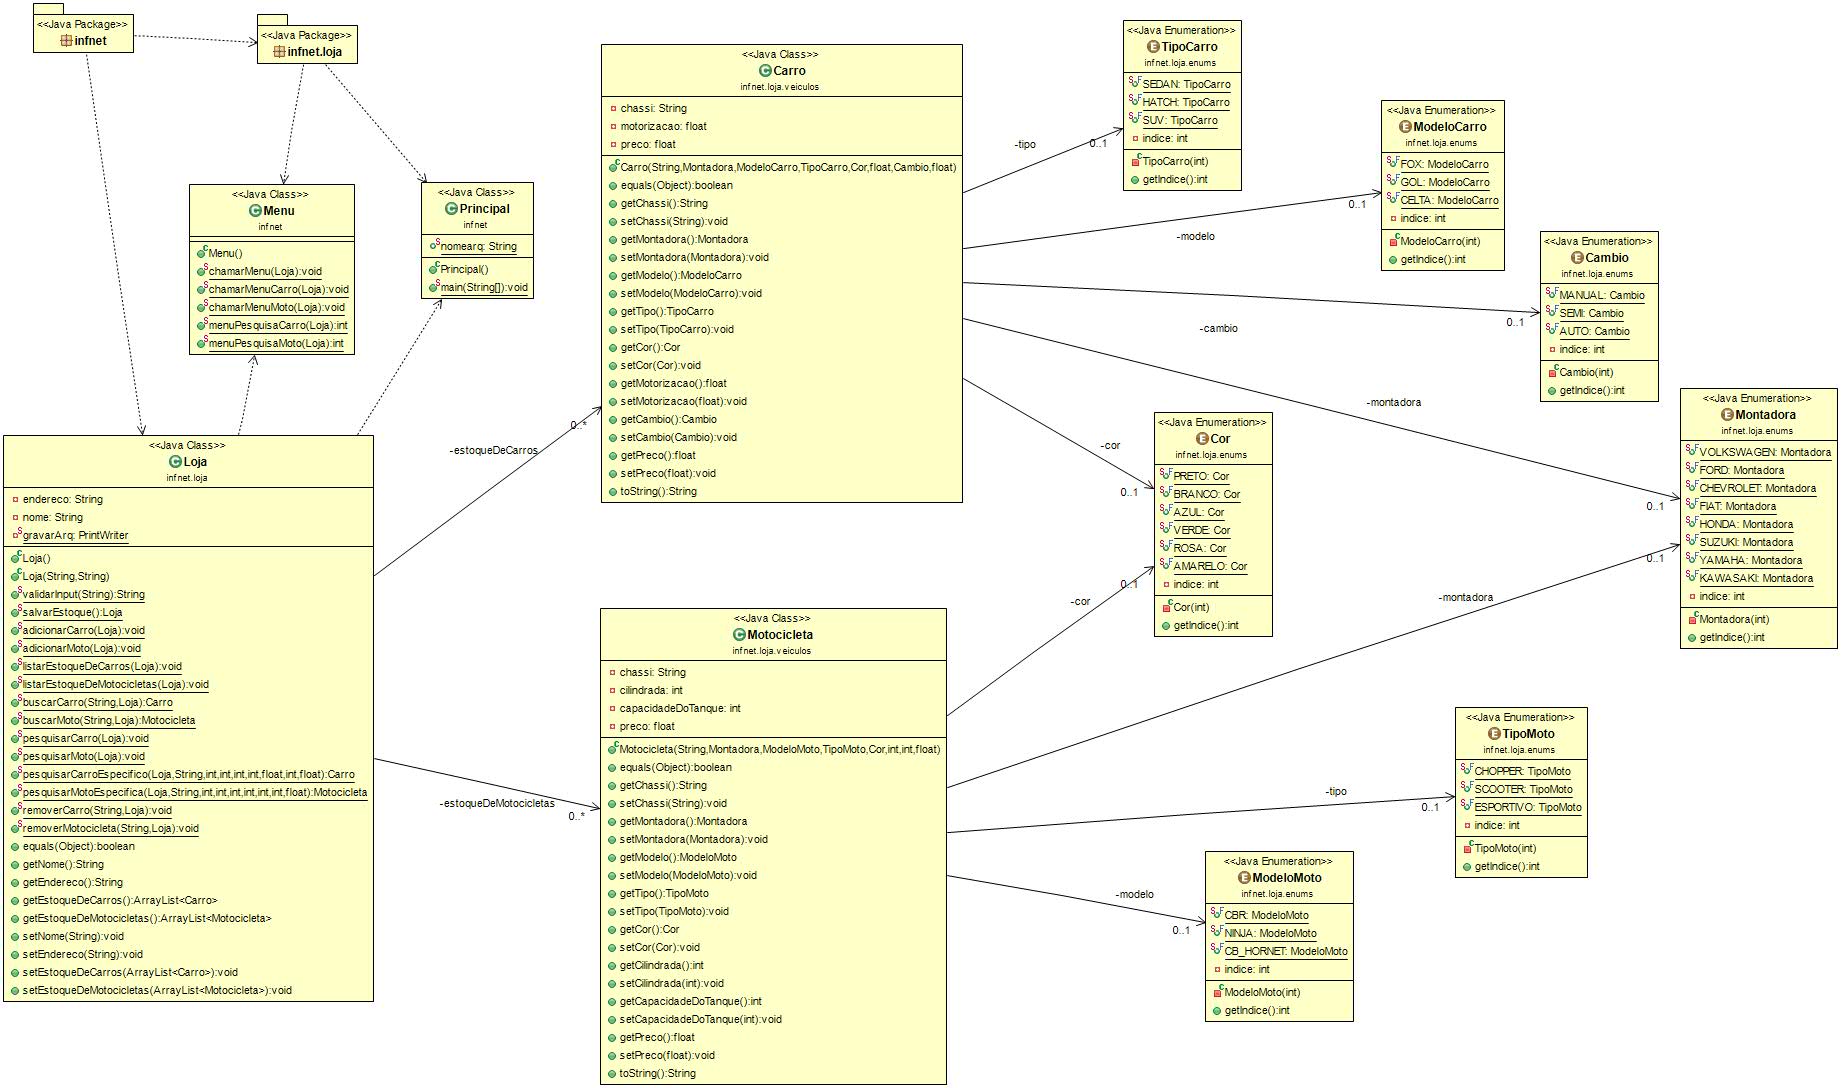 <<Java Package>>
infnet
<<Java Package>>
infnet.loja
<<Java Class>>
Menu
infnet
Menu()
chamarMenu(Loja):void
chamarMenuCarro(Loja):void
chamarMenuMoto(Loja):void
menuPesquisaCarro(Loja):int
menuPesquisaMoto(Loja):int
<<Java Class>>
Principal
infnet
nomearq: String
Principal()
main(String[]):void
<<Java Class>>
Loja
infnet.loja
endereco: String
nome: String
gravarArq: PrintWriter
Loja()
Loja(String,String)
validarInput(String):String
salvarEstoque():Loja
adicionarCarro(Loja):void
adicionarMoto(Loja):void
listarEstoqueDeCarros(Loja):void
listarEstoqueDeMotocicletas(Loja):void
buscarCarro(String,Loja):Carro
buscarMoto(String,Loja):Motocicleta
pesquisarCarro(Loja):void
pesquisarMoto(Loja):void
pesquisarCarroEspecifico(Loja,String,int,int,int,int,float,int,float):Carro
pesquisarMotoEspecifica(Loja,String,int,int,int,int,int,int,float):Motocicleta
removerCarro(String,Loja):void
removerMotocicleta(String,Loja):void
equals(Object):boolean
getNome():String
getEndereco():String
getEstoqueDeCarros():ArrayList<Carro>
getEstoqueDeMotocicletas():ArrayList<Motocicleta>
setNome(String):void
setEndereco(String):void
setEstoqueDeCarros(ArrayList<Carro>):void
setEstoqueDeMotocicletas(ArrayList<Motocicleta>):void
-estoqueDeCarros
0..*
-estoqueDeMotocicletas
0..*
<<Java Class>>
Carro
infnet.loja.veiculos
chassi: String
motorizacao: float
preco: float
Carro(String,Montadora,ModeloCarro,TipoCarro,Cor,float,Cambio,float)
equals(Object):boolean
getChassi():String
setChassi(String):void
getMontadora():Montadora
setMontadora(Montadora):void
getModelo():ModeloCarro
setModelo(ModeloCarro):void
getTipo():TipoCarro
setTipo(TipoCarro):void
getCor():Cor
setCor(Cor):void
getMotorizacao():float
setMotorizacao(float):void
getCambio():Cambio
setCambio(Cambio):void
getPreco():float
setPreco(float):void
toString():String
<<Java Class>>
Motocicleta
infnet.loja.veiculos
chassi: String
cilindrada: int
capacidadeDoTanque: int
preco: float
Motocicleta(String,Montadora,ModeloMoto,TipoMoto,Cor,int,int,float)
equals(Object):boolean
getChassi():String
setChassi(String):void
getMontadora():Montadora
setMontadora(Montadora):void
getModelo():ModeloMoto
setModelo(ModeloMoto):void
getTipo():TipoMoto
setTipo(TipoMoto):void
getCor():Cor
setCor(Cor):void
getCilindrada():int
setCilindrada(int):void
getCapacidadeDoTanque():int
setCapacidadeDoTanque(int):void
getPreco():float
setPreco(float):void
toString():String
-tipo
0..1
-modelo
0..1
-cambio
0..1
-montadora
0..1
-cor
0..1
-cor
0..1
-montadora
0..1
-tipo
0..1
-modelo
0..1
<<Java Enumeration>>
TipoCarro
infnet.loja.enums
SEDAN: TipoCarro
HATCH: TipoCarro
SUV: TipoCarro
indice: int
TipoCarro(int)
getIndice():int
<<Java Enumeration>>
ModeloCarro
infnet.loja.enums
FOX: ModeloCarro
GOL: ModeloCarro
CELTA: ModeloCarro
indice: int
ModeloCarro(int)
getIndice():int
<<Java Enumeration>>
Cambio
infnet.loja.enums
MANUAL: Cambio
SEMI: Cambio
AUTO: Cambio
indice: int
Cambio(int)
getIndice():int
<<Java Enumeration>>
Montadora
infnet.loja.enums
VOLKSWAGEN: Montadora
FORD: Montadora
CHEVROLET: Montadora
FIAT: Montadora
HONDA: Montadora
SUZUKI: Montadora
YAMAHA: Montadora
KAWASAKI: Montadora
indice: int
Montadora(int)
getIndice():int
<<Java Enumeration>>
Cor
infnet.loja.enums
PRETO: Cor
BRANCO: Cor
AZUL: Cor
VERDE: Cor
ROSA: Cor
AMARELO: Cor
indice: int
Cor(int)
getIndice():int
<<Java Enumeration>>
TipoMoto
infnet.loja.enums
CHOPPER: TipoMoto
SCOOTER: TipoMoto
ESPORTIVO: TipoMoto
indice: int
TipoMoto(int)
getIndice():int
<<Java Enumeration>>
ModeloMoto
infnet.loja.enums
CBR: ModeloMoto
NINJA: ModeloMoto
CB_HORNET: ModeloMoto
indice: int
ModeloMoto(int)
getIndice():int